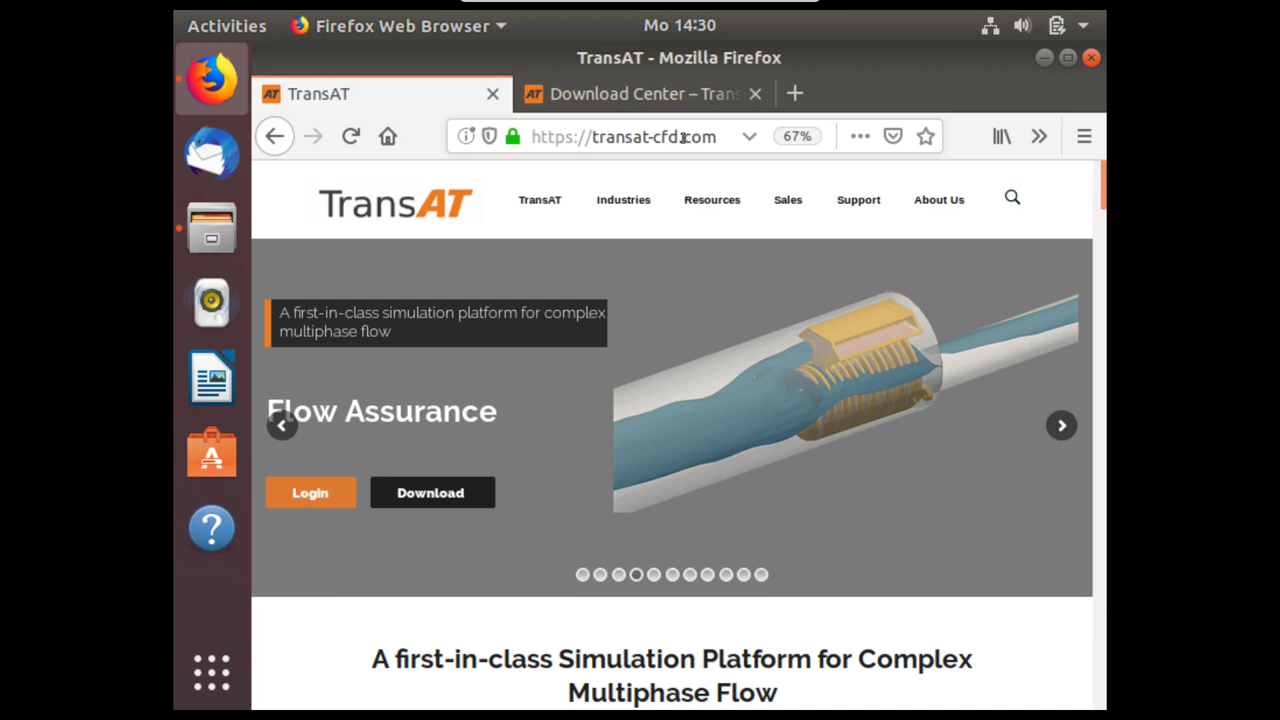 Activities
Firefox Web Browser
Mo 14:30
TransAT - Mozilla Firefox
AT TransAT
AT Download Center – Trans
https://transat-cfd.com
67%
TransAT
TransAT
Industries
Resources
Sales
Support
About Us
A first-in-class simulation platform for complex
multiphase flow
Flow Assurance
Login
Download
A first-in-class Simulation Platform for Complex
Multiphase Flow